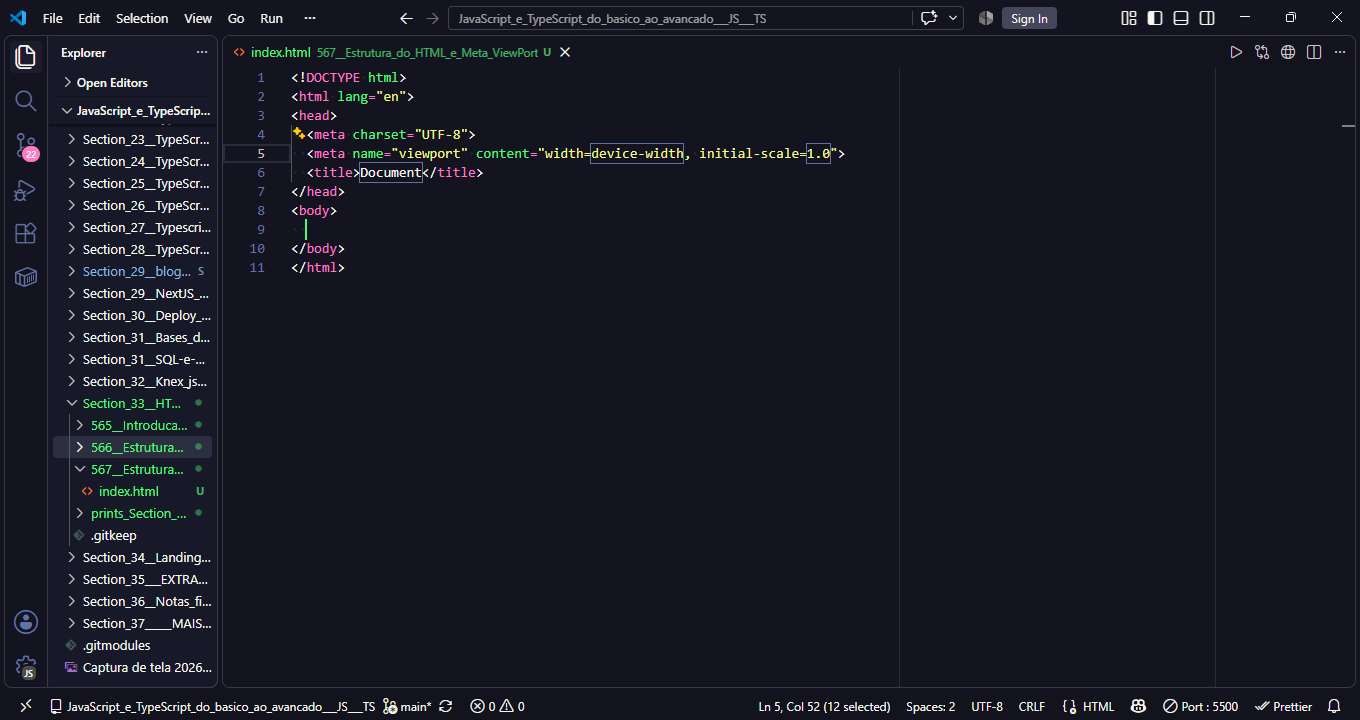 File Edit Selection View Go Run ···
JavaScript_e_TypeScript_do_basico_ao_avancado___JS___TS
Sign In
Explorer ···
Open Editors
JavaScript_e_TypeScrip...
Section_23__TypeScr...
Section_24__TypeScr...
Section_25__TypeScr...
Section_26__TypeScr...
Section_27__Typescri...
Section_28__TypeScr...
Section_29__blog... S
Section_29__NextJS_...
Section_30__Deploy_...
Section_31__Bases_d...
Section_31__SQL-e-...
Section_32__Knex_js...
Section_33__HT...
565__Introduca...
566__Estrutura...
567__Estrutura...
<> index.html U
prints_Section_...
.gitkeep
Section_34__Landing...
Section_35___EXTRA...
Section_36__Notas_fi...
Section_37_____MAIS...
.gitmodules
Captura de tela 2026...
22
JS
<> index.html 567__Estrutura_do_HTML_e_Meta_ViewPort U
1 <!DOCTYPE html>
2 <html lang="en">
3 <head>
4 <meta charset="UTF-8">
5 <meta name="viewport" content="width=device-width, initial-scale=1.0">
6 <title>Document</title>
7 </head>
8 <body>
9
10 </body>
11 </html>
JavaScript_e_TypeScript_do_basico_ao_avancado___JS___TS main* 0 0 Ln 5, Col 52 (12 selected) Spaces: 2 UTF-8 CRLF {} HTML Port : 5500 Prettier